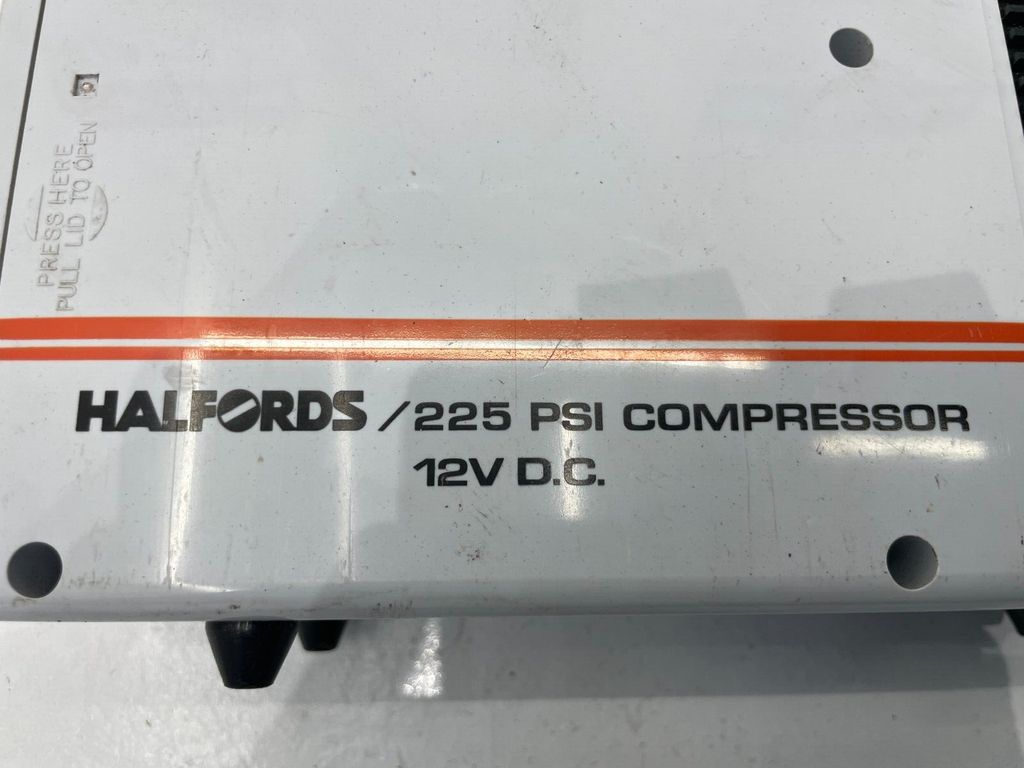 PRESS HERE
PULL LID TO OPEN
HALFORDS / 225 PSI COMPRESSOR
12V D.C.